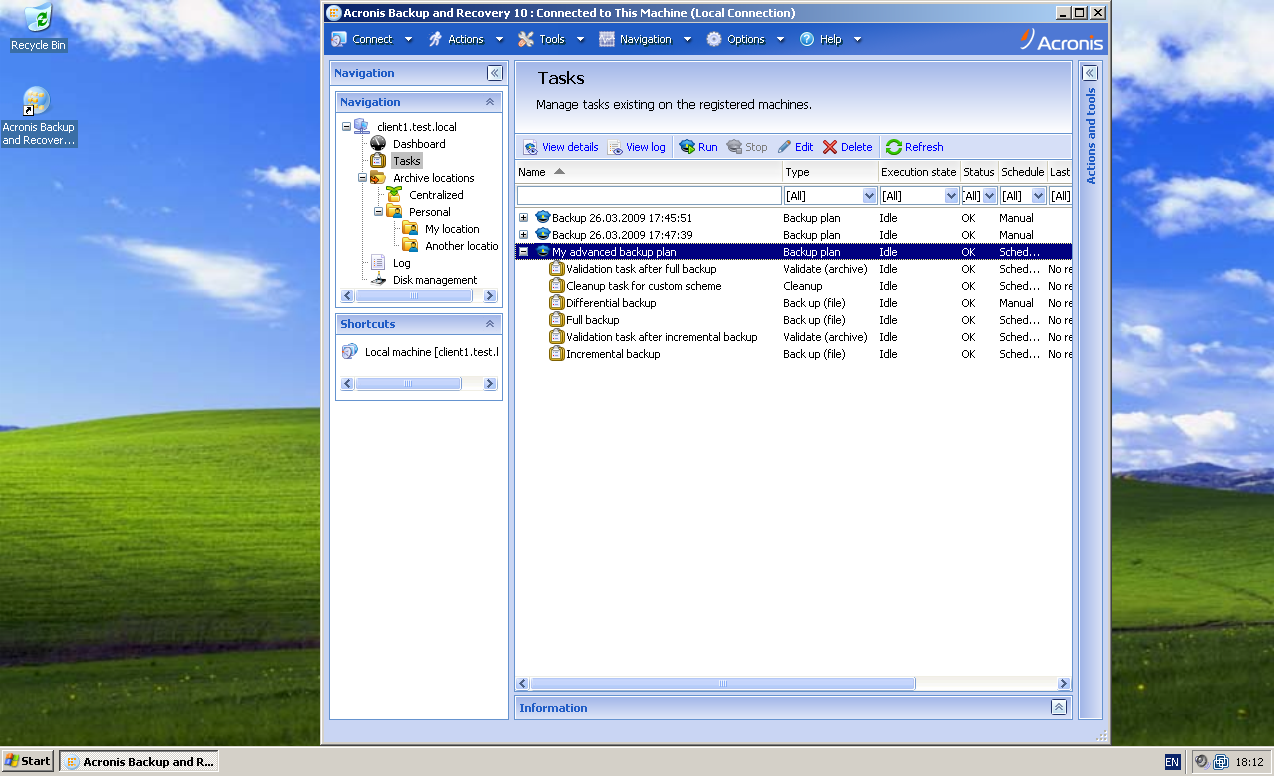 Recycle Bin
Acronis Backup
and Recover...
Acronis Backup and Recovery 10 : Connected to This Machine (Local Connection)
Connect Actions Tools Navigation Options Help
Acronis
Navigation
Navigation
client1.test.local
Dashboard
Tasks
Archive locations
Centralized
Personal
My location
Another locatio
Log
Disk management
Shortcuts
Local machine [client1.test.l
Tasks
Manage tasks existing on the registered machines.
View details View log Run Stop Edit Delete Refresh
Name Type Execution state Status Schedule Last
[All] [All] [All] [All] [All]
Backup 26.03.2009 17:45:51 Backup plan Idle OK Manual
Backup 26.03.2009 17:47:39 Backup plan Idle OK Manual
My advanced backup plan Backup plan Idle OK Sched...
Validation task after full backup Validate (archive) Idle OK Sched... No re
Cleanup task for custom scheme Cleanup Idle OK Sched... No re
Differential backup Back up (file) Idle OK Manual No re
Full backup Back up (file) Idle OK Sched... No re
Validation task after incremental backup Validate (archive) Idle OK Sched... No re
Incremental backup Back up (file) Idle OK Sched... No re
Information
Actions and tools
Start
Acronis Backup and R...
EN
18:12